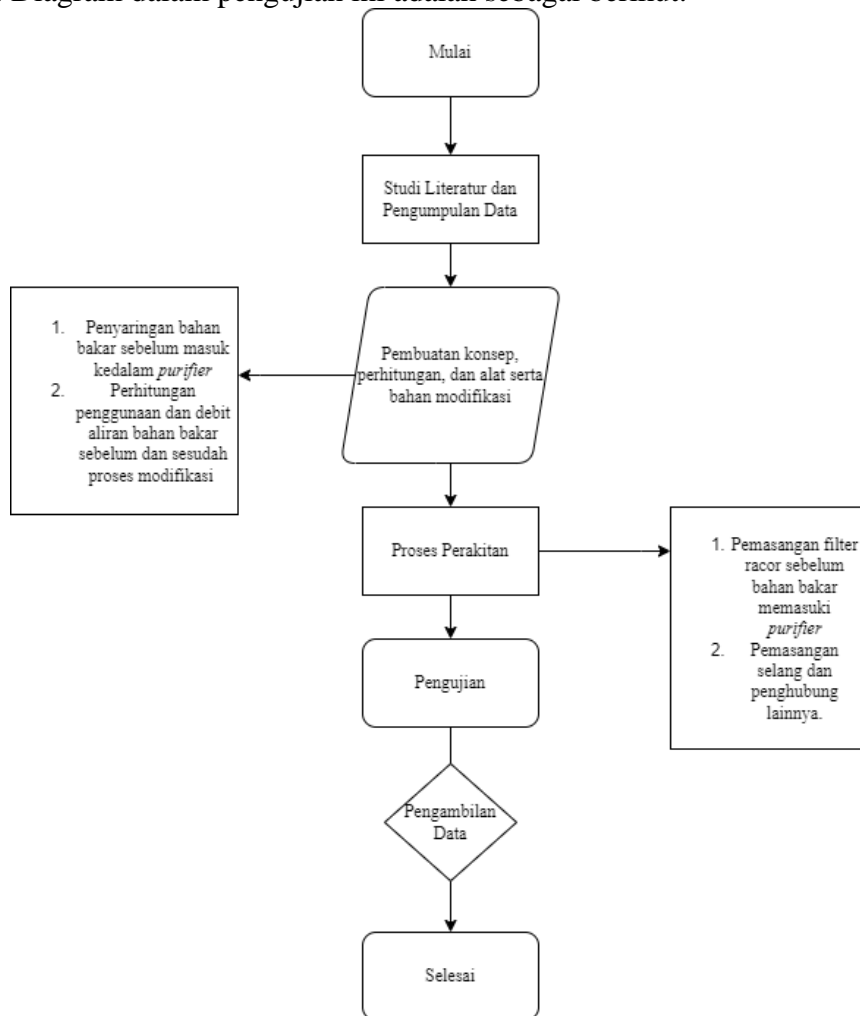 Diagram dalam pengujian ini adalah sebagai berikut:
Mulai
Studi Literatur dan
Pengumpulan Data
Pembuatan konsep,
perhitungan, dan alat serta
bahan modifikasi
1. Penyaringan bahan
bakar sebelum masuk
kedalam purifier
2. Perhitungan
penggunaan dan debit
aliran bahan bakar
sebelum dan sesudah
proses modifikasi
Proses Perakitan
1. Pemasangan filter
racor sebelum
bahan bakar
memasuki
purifier
2. Pemasangan
selang dan
penghubung
lainnya.
Pengujian
Pengambilan
Data
Selesai